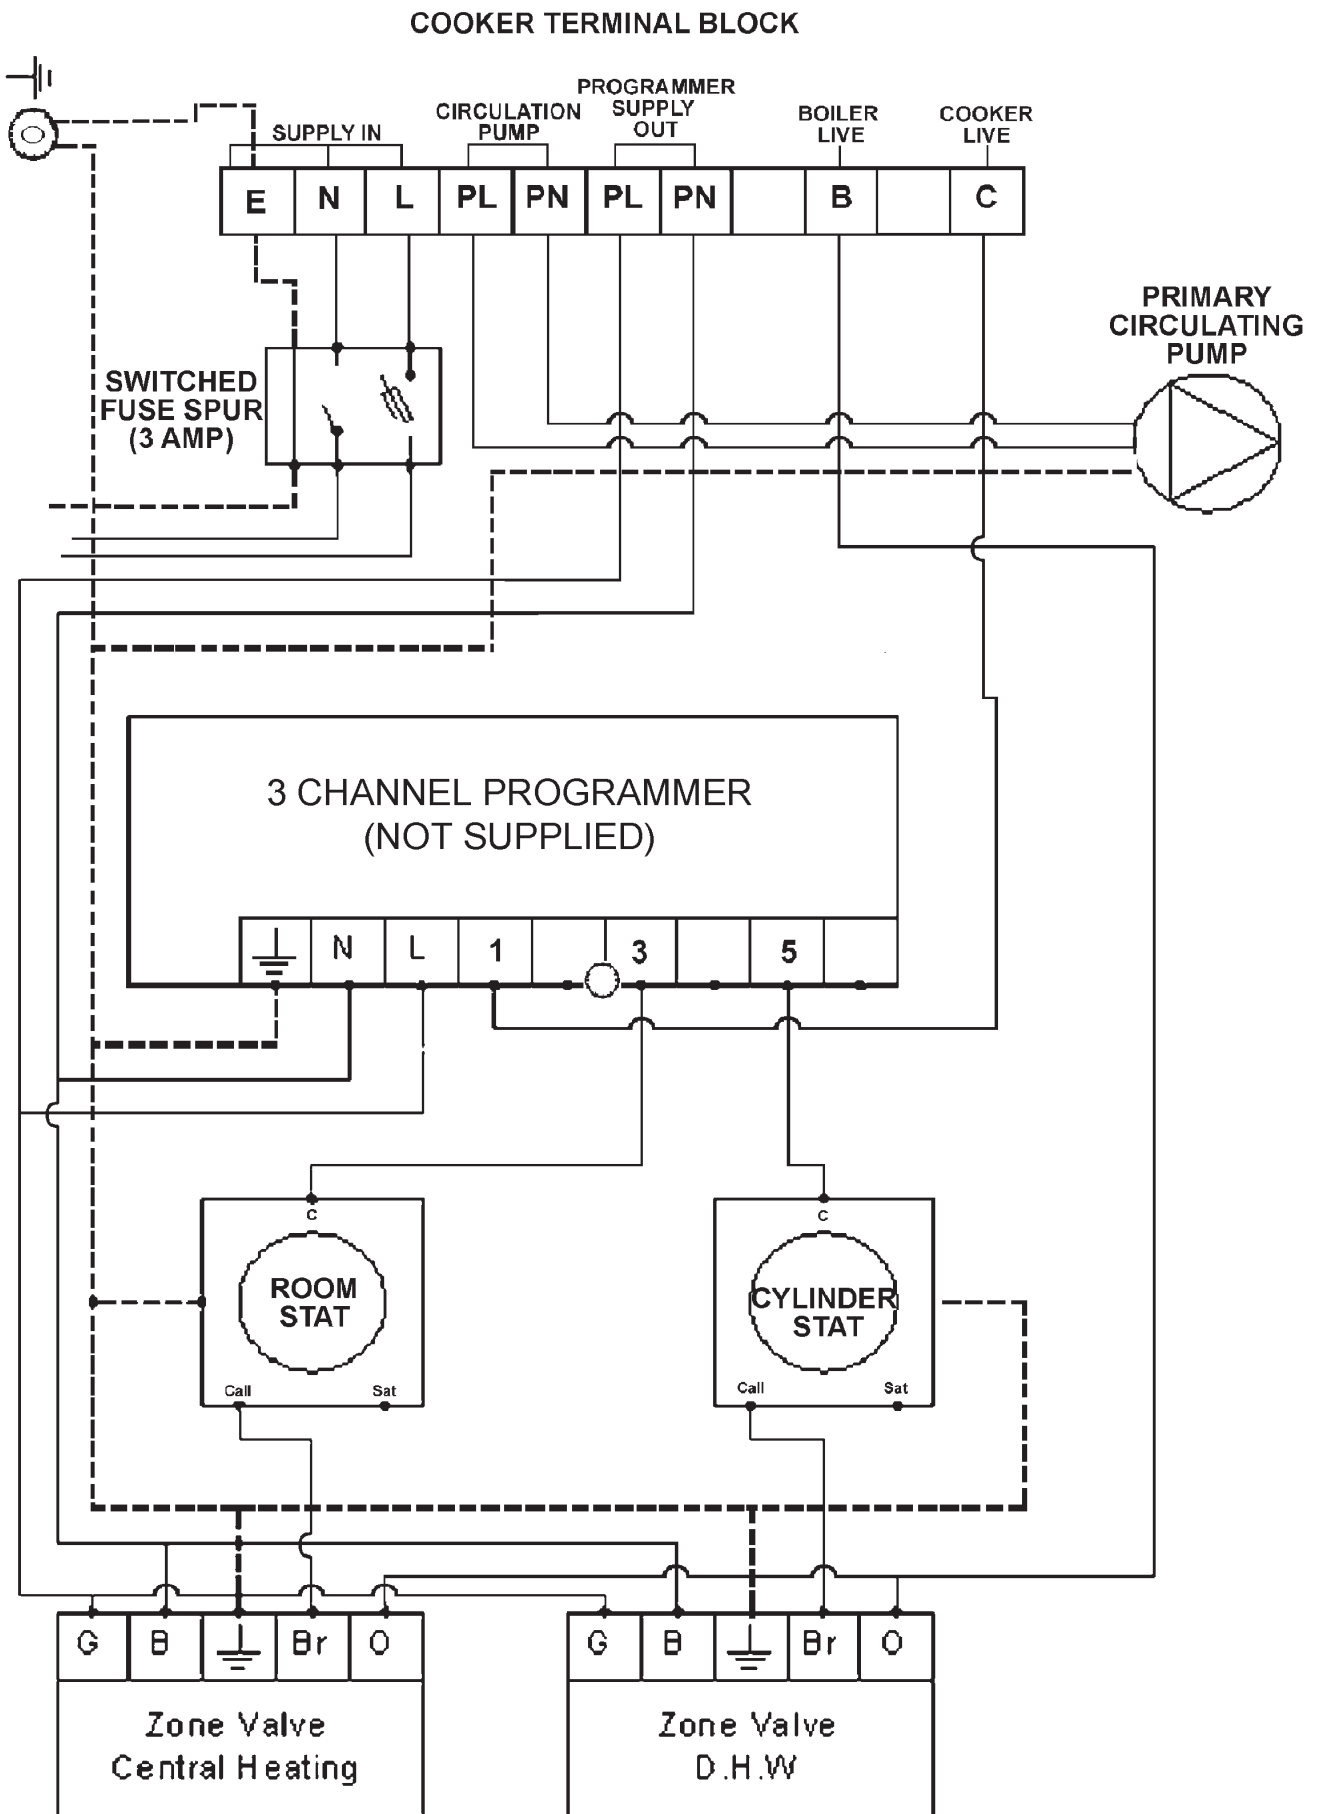 COOKER TERMINAL BLOCK
PROGRAMMER
SUPPLY
OUT
CIRCULATION
PUMP
SUPPLY IN
BOILER
LIVE
COOKER
LIVE
E N L PL PN PL PN B C
PRIMARY
CIRCULATING
PUMP
SWITCHED
FUSE SPUR
(3 AMP)
3 CHANNEL PROGRAMMER
(NOT SUPPLIED)
N L 1 3 5
C
ROOM
STAT
Call Sat
C
CYLINDER
STAT
Call Sat
G B Br O
Zone Valve
Central Heating
G B Br O
Zone Valve
D.H.W